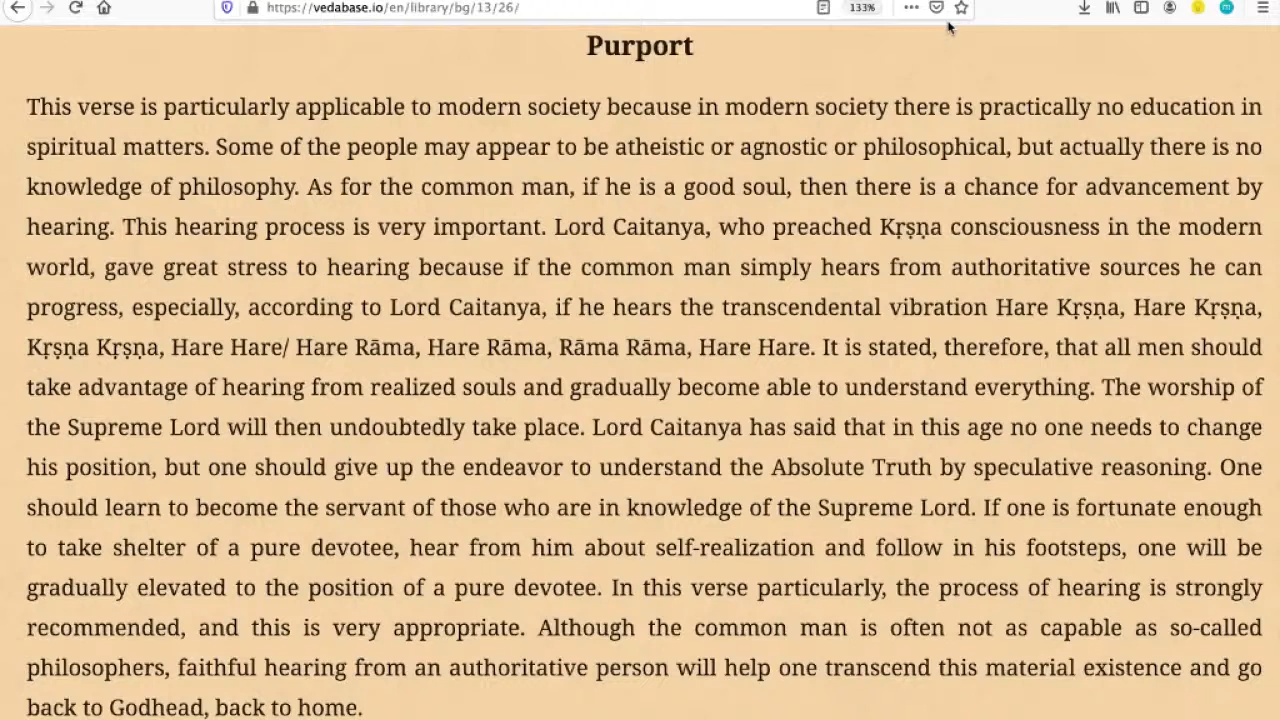 https://vedabase.io/en/library/bg/13/26/
133%
Purport
This verse is particularly applicable to modern society because in modern society there is practically no education in
spiritual matters. Some of the people may appear to be atheistic or agnostic or philosophical, but actually there is no
knowledge of philosophy. As for the common man, if he is a good soul, then there is a chance for advancement by
hearing. This hearing process is very important. Lord Caitanya, who preached Kṛṣṇa consciousness in the modern
world, gave great stress to hearing because if the common man simply hears from authoritative sources he can
progress, especially, according to Lord Caitanya, if he hears the transcendental vibration Hare Kṛṣṇa, Hare Kṛṣṇa,
Kṛṣṇa Kṛṣṇa, Hare Hare/ Hare Rāma, Hare Rāma, Rāma Rāma, Hare Hare. It is stated, therefore, that all men should
take advantage of hearing from realized souls and gradually become able to understand everything. The worship of
the Supreme Lord will then undoubtedly take place. Lord Caitanya has said that in this age no one needs to change
his position, but one should give up the endeavor to understand the Absolute Truth by speculative reasoning. One
should learn to become the servant of those who are in knowledge of the Supreme Lord. If one is fortunate enough
to take shelter of a pure devotee, hear from him about self-realization and follow in his footsteps, one will be
gradually elevated to the position of a pure devotee. In this verse particularly, the process of hearing is strongly
recommended, and this is very appropriate. Although the common man is often not as capable as so-called
philosophers, faithful hearing from an authoritative person will help one transcend this material existence and go
back to Godhead, back to home.